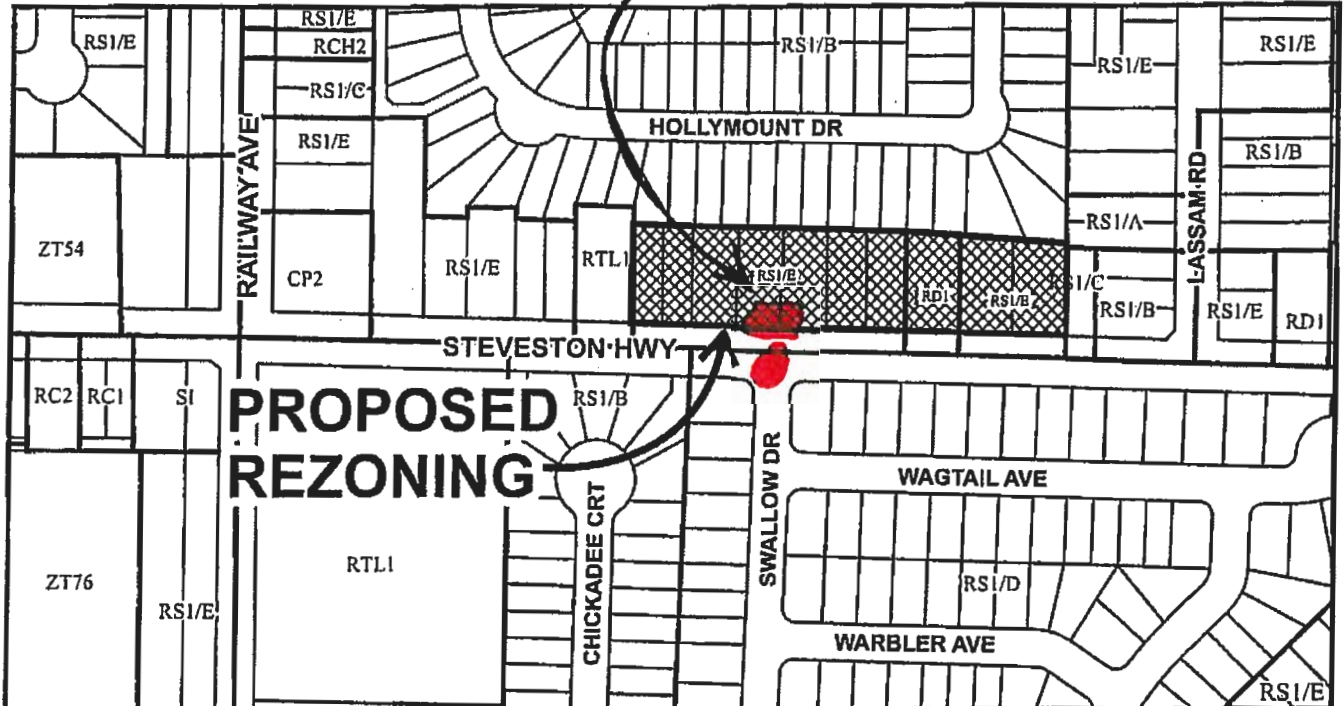 RS1/E
RCH2
RS1/C
RS1/E
RS1/E
RS1/B
RS1/E
RS1/E
HOLLYMOUNT DR
RAILWAY AVE
LASSAM RD
RS1/B
RS1/A
ZT54
CP2
RS1/E
RTL1
RS1/E
RD1
RS1/E
RS1/C
RS1/B
RS1/E
RD1
STEVESTON HWY
RC2
RC1
S1
PROPOSED
REZONING
RS1/B
CHICKADEE CRT
SWALLOW DR
WAGTAIL AVE
RTL1
ZT76
RS1/E
RS1/D
WARBLER AVE
RS1/E